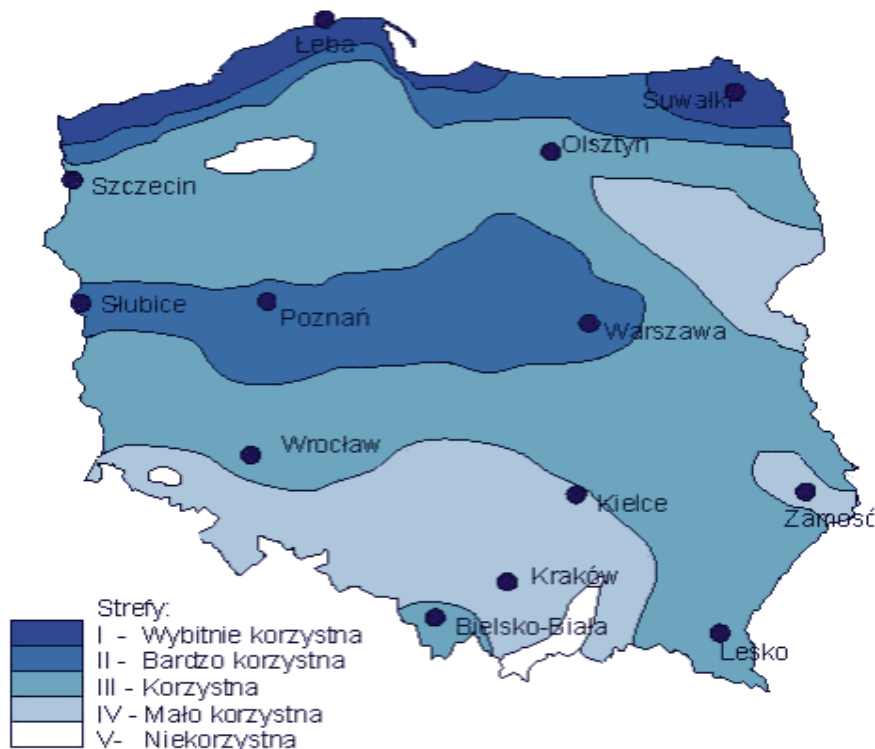 Łeba
Suwałki
Olsztyn
Szczecin
Słubice
Poznań
Warszawa
Wrocław
Kielce
Zamość
Kraków
Bielsko-Biała
Lesko
Strefy:
I - Wybitnie korzystna
II - Bardzo korzystna
III - Korzystna
IV - Mało korzystna
V- Niekorzystna